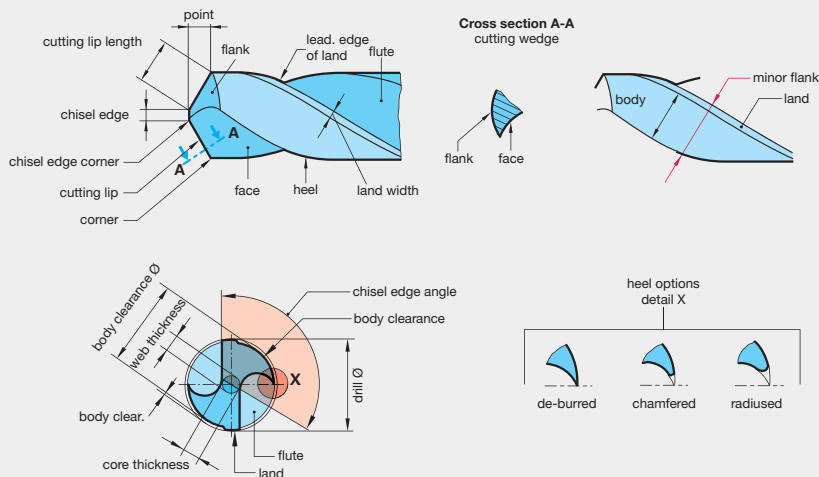 point
cutting lip length
flank
lead. edge
of land
flute
chisel edge
A
chisel edge corner
A
cutting lip
face
heel
land width
corner
Cross section A-A
cutting wedge
flank
face
body
minor flank
land
body clearance Ø
web thickness
chisel edge angle
body clearance
X
drill Ø
body clear.
core thickness
flute
land
heel options
detail X
de-burred
chamfered
radiused